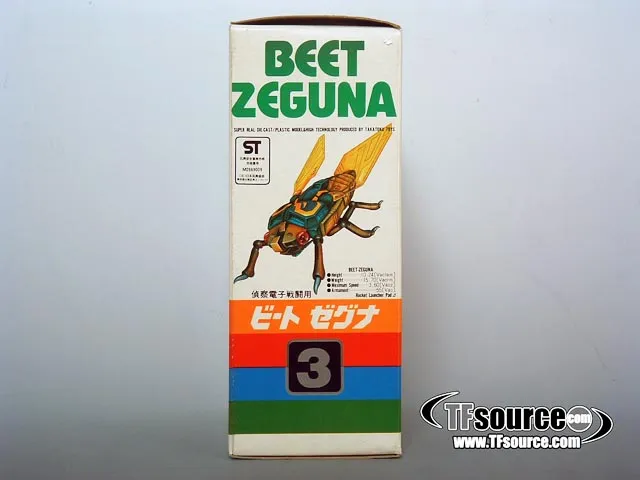 BEET
ZEGUNA
SUPER REAL DIE-CAST/PLASTIC MODEL&HIGH TECHNOLOGY PRODUCED BY TAKATOKU TOYS
ST
BEET-ZEGUNA
Height
Weight
Maximum Speed
Armament
Rocket Launcher Pod
偵察電子戦闘用
ビート ゼグナ
3
TFsource.com
www.TFsource.com